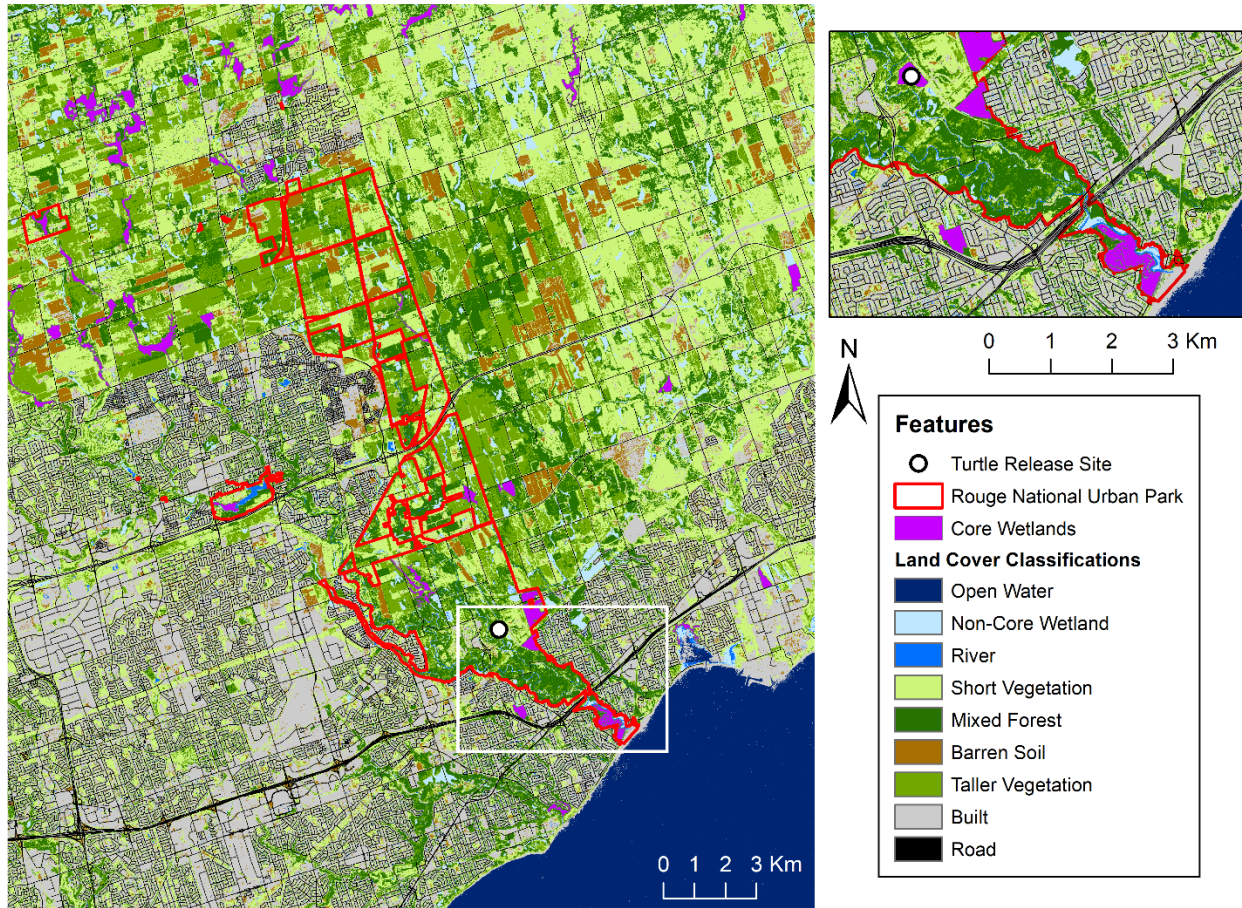 0 1 2 3 Km
0 1 2 3 Km
N
Features
Turtle Release Site
Rouge National Urban Park
Core Wetlands
Land Cover Classifications
Open Water
Non-Core Wetland
River
Short Vegetation
Mixed Forest
Barren Soil
Taller Vegetation
Built
Road